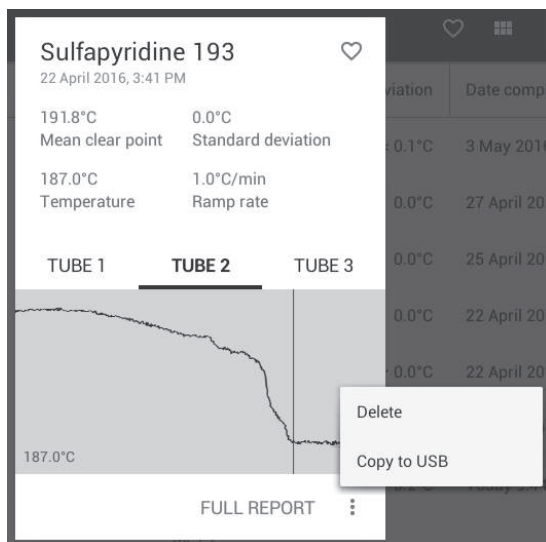 Sulfapyridine 193
22 April 2016, 3:41 PM
191.8°C 0.0°C
Mean clear point Standard deviation
187.0°C 1.0°C/min
Temperature Ramp rate
TUBE 1 TUBE 2 TUBE 3
187.0°C
FULL REPORT
Delete
Copy to USB
viation Date comp
0.1°C 3 May 2016
0.0°C 27 April 20
0.0°C 25 April 20
0.0°C 22 April 20
0.0°C 22 April 20